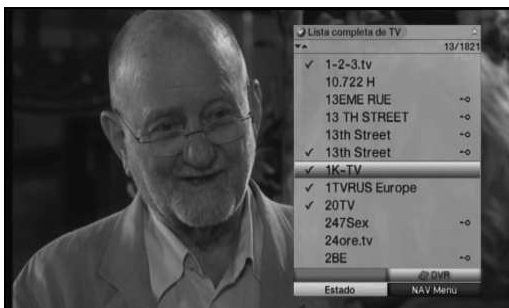 Lista completa de TV
13/1821
✓ 1-2-3.tv
10.722 H
13EME RUE
13 TH STREET
13th Street
✓ 13th Street
✓ 1K-TV
✓ 1TVRUS Europe
✓ 20TV
247Sex
24ore.tv
2BE
DVR
Estado
NAV Menu